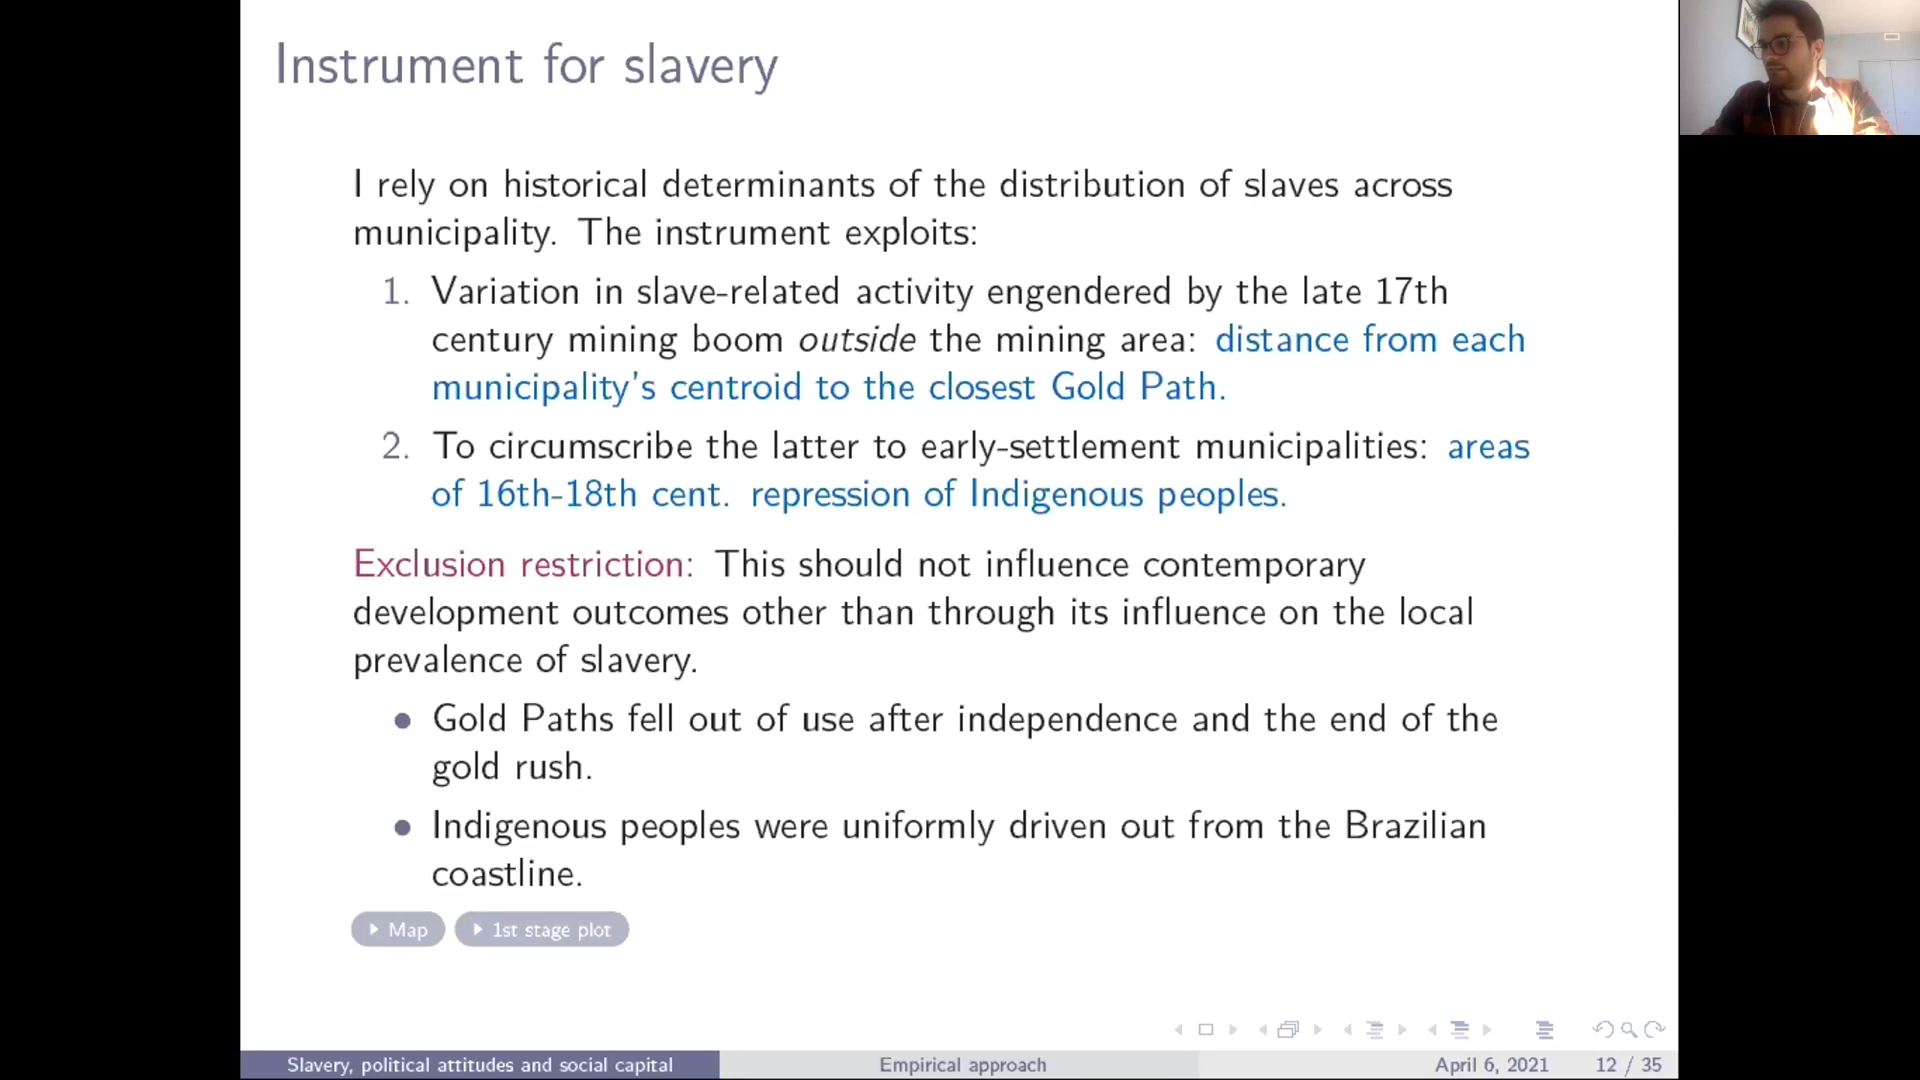 Instrument for slavery
I rely on historical determinants of the distribution of slaves across
municipality. The instrument exploits:
1. Variation in slave-related activity engendered by the late 17th
century mining boom outside the mining area: distance from each
municipality's centroid to the closest Gold Path.
2. To circumscribe the latter to early-settlement municipalities: areas
of 16th-18th cent. repression of Indigenous peoples.
Exclusion restriction: This should not influence contemporary
development outcomes other than through its influence on the local
prevalence of slavery.
• Gold Paths fell out of use after independence and the end of the
gold rush.
• Indigenous peoples were uniformly driven out from the Brazilian
coastline.
Map 1st stage plot
Slavery, political attitudes and social capital Empirical approach April 6, 2021 12 / 35